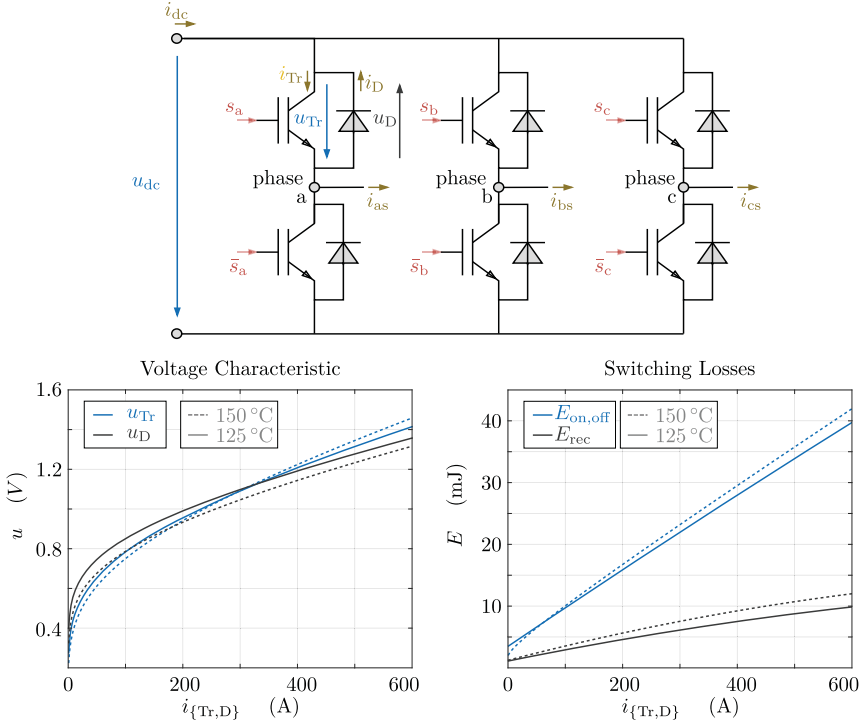 i_dc
i_Tr
i_D
s_a
u_Tr
u_D
s_b
s_c
u_dc
phase a
i_as
phase b
i_bs
phase c
i_cs
s̄_a
s̄_b
s̄_c
Voltage Characteristic
1.6
1.2
0.8
0.4
u (V)
u_Tr
u_D
150 °C
125 °C
0 200 400 600
i_{Tr,D} (A)
Switching Losses
40
30
20
10
E (mJ)
E_on,off
E_rec
150 °C
125 °C
0 200 400 600
i_{Tr,D} (A)